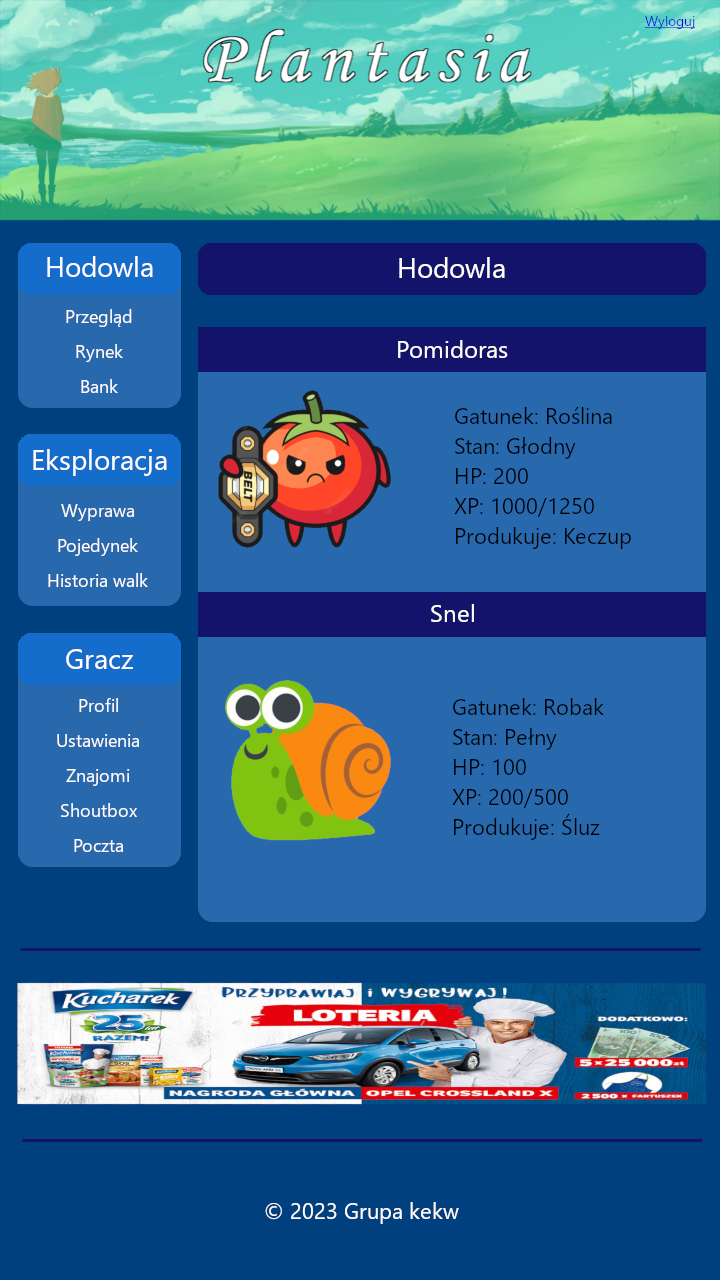 Wyloguj
Plantasia
Hodowla
Przegląd
Rynek
Bank
Eksploracja
Wyprawa
Pojedynek
Historia walk
Gracz
Profil
Ustawienia
Znajomi
Shoutbox
Poczta
Hodowla
Pomidoras
BELT
Gatunek: Roślina
Stan: Głodny
HP: 200
XP: 1000/1250
Produkuje: Keczup
Snel
Gatunek: Robak
Stan: Pełny
HP: 100
XP: 200/500
Produkuje: Śluz
Kucharek
25 lat
RAZEM!
PRZYPRAWIAJ i WYGRYWAJ!
LOTERIA
NAGRODA GŁÓWNA OPEL CROSSLAND X
DODATKOWO:
5 x 25 000zł
2 500 x FARTUSZEK
© 2023 Grupa kekw